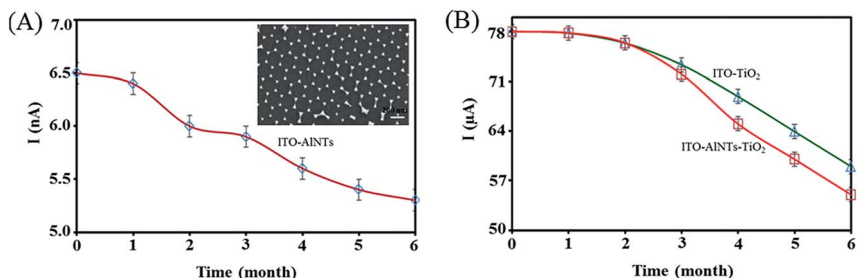 (A)
7.0
6.5
6.0
5.5
5.0
I (nA)
ITO-AlNTs
0 1 2 3 4 5 6
Time (month)
(B)
78
71
64
57
50
I (µA)
ITO-TiO₂
ITO-AlNTs-TiO₂
0 1 2 3 4 5 6
Time (month)